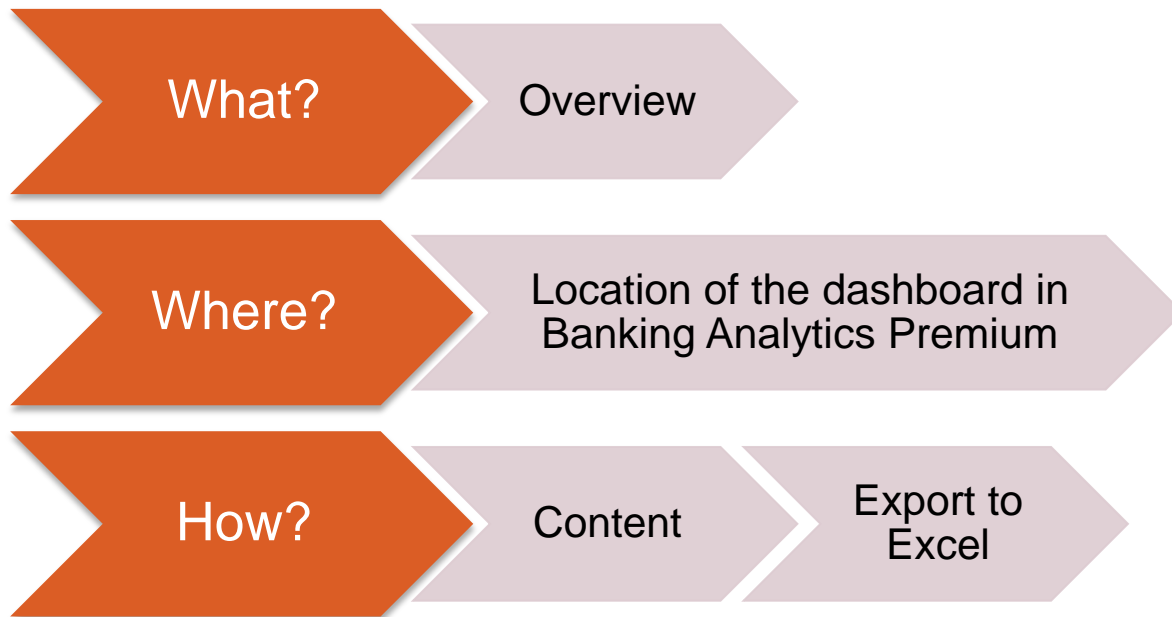 What?
Overview
Where?
Location of the dashboard in
Banking Analytics Premium
How?
Content
Export to
Excel